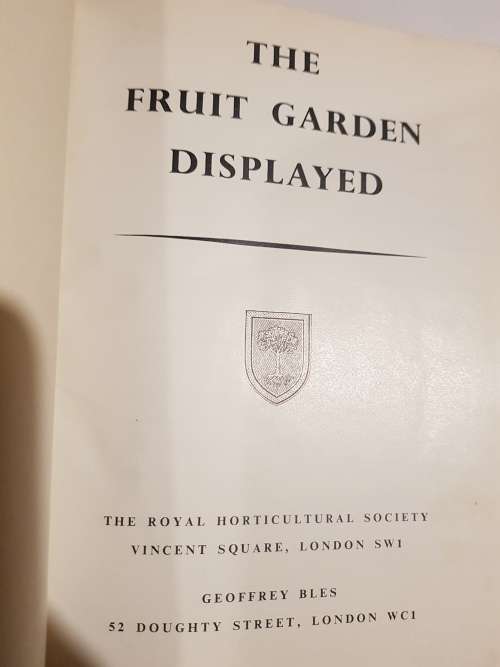 THE
FRUIT GARDEN
DISPLAYED
THE ROYAL HORTICULTURAL SOCIETY
VINCENT SQUARE, LONDON SW1
GEOFFREY BLES
52 DOUGHTY STREET, LONDON WC1